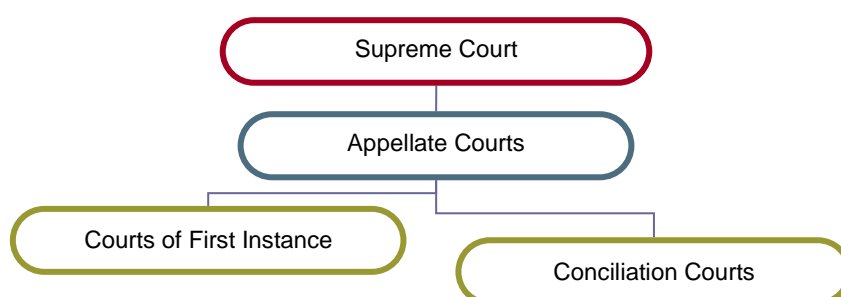 Supreme Court
Appellate Courts
Courts of First Instance
Conciliation Courts